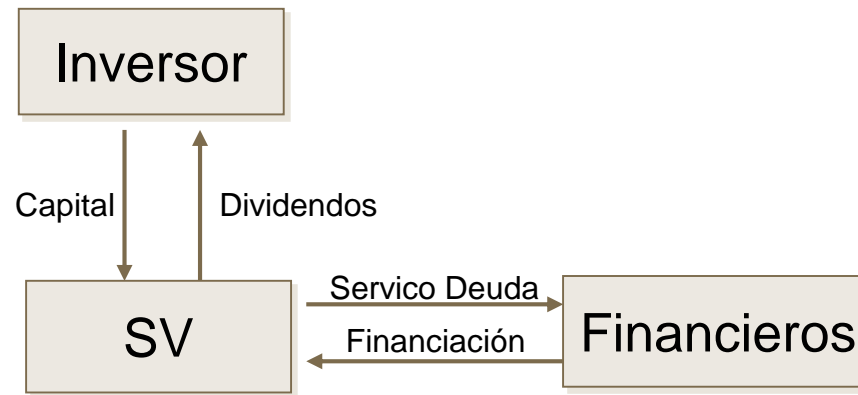 Inversor
Capital
Dividendos
Servico Deuda
SV
Financiación
Financieros